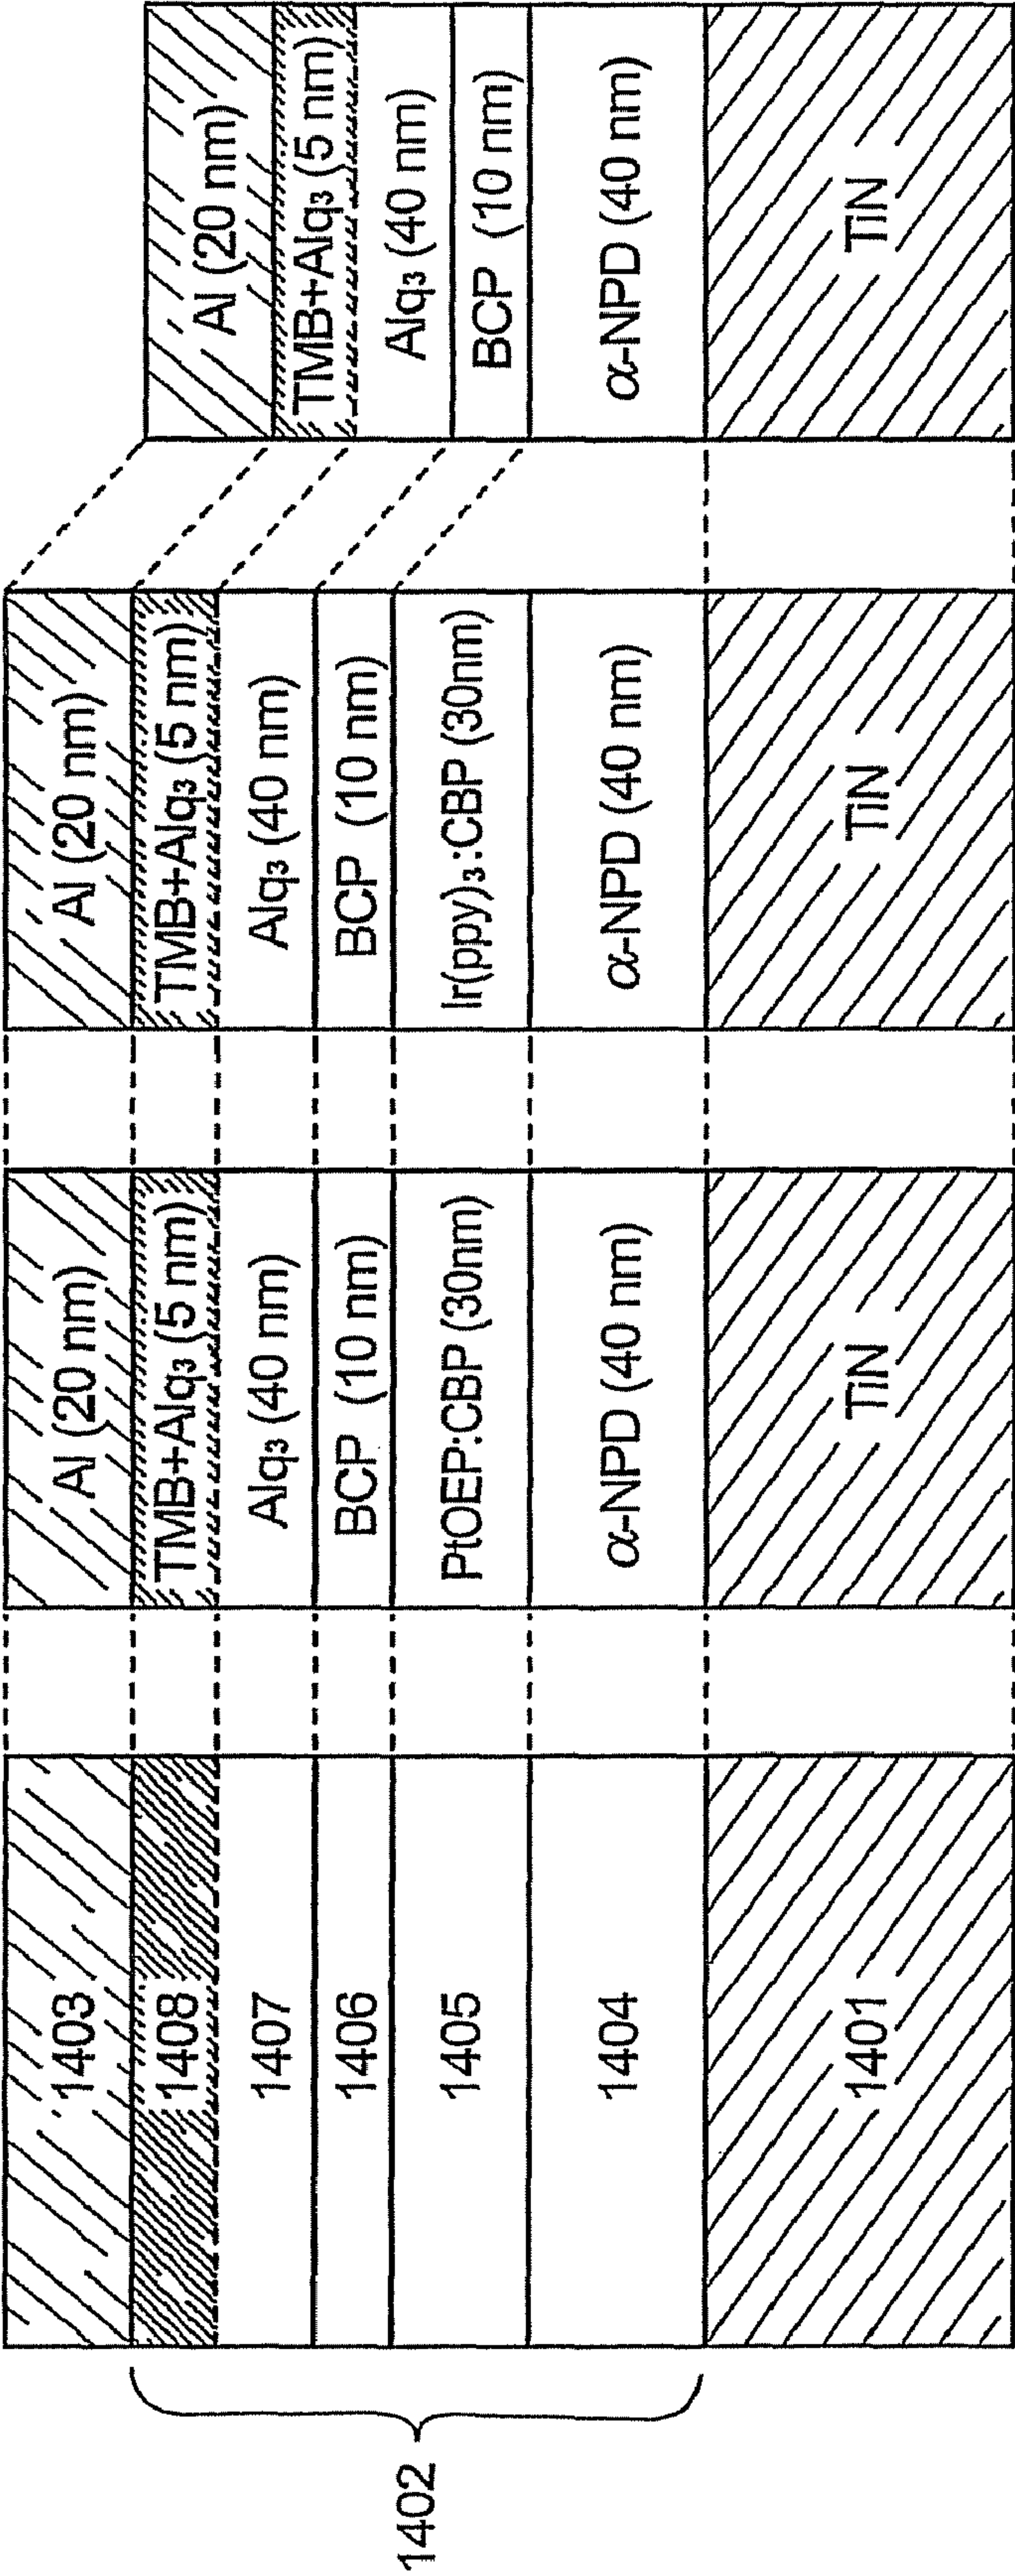 1402
1403
1408
1407
1406
1405
1404
1401
Al (20 nm)
TMB+Alq₃ (5 nm)
Alq₃ (40 nm)
BCP (10 nm)
PtOEP:CBP (30nm)
α-NPD (40 nm)
TiN
Al (20 nm)
TMB+Alq₃ (5 nm)
Alq₃ (40 nm)
BCP (10 nm)
Ir(ppy)₃:CBP (30nm)
α-NPD (40 nm)
TiN
Al (20 nm)
TMB+Alq₃ (5 nm)
Alq₃ (40 nm)
BCP (10 nm)
α-NPD (40 nm)
TiN